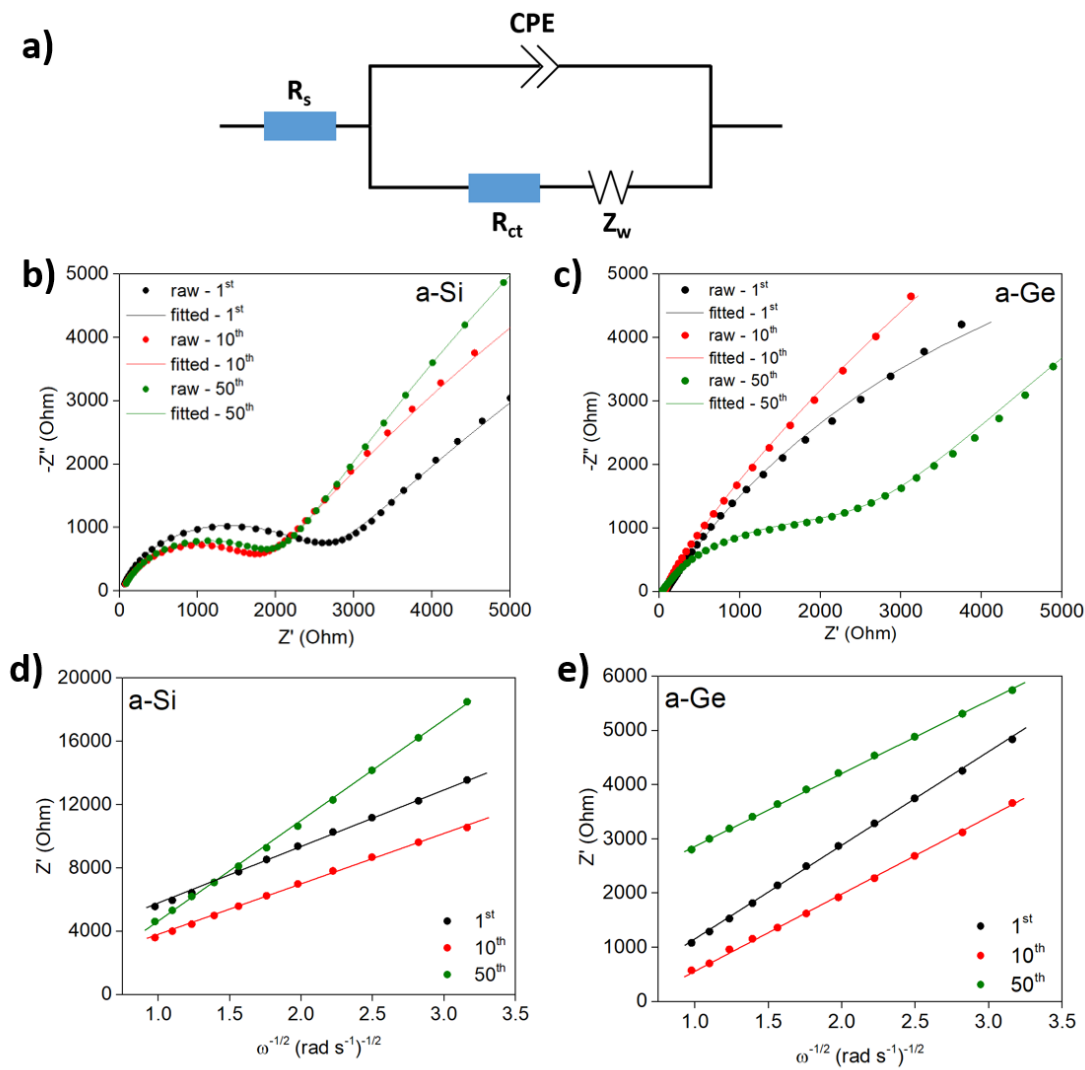 a)
CPE
Rs
Rct
Zw
b)
a-Si
raw - 1st
fitted - 1st
raw - 10th
fitted - 10th
raw - 50th
fitted - 50th
5000
4000
3000
2000
1000
0
-Z'' (Ohm)
0 1000 2000 3000 4000 5000
Z' (Ohm)
c)
a-Ge
raw - 1st
fitted - 1st
raw - 10th
fitted - 10th
raw - 50th
fitted - 50th
5000
4000
3000
2000
1000
0
-Z'' (Ohm)
0 1000 2000 3000 4000 5000
Z' (Ohm)
d)
a-Si
20000
16000
12000
8000
4000
0
Z' (Ohm)
1st
10th
50th
1.0 1.5 2.0 2.5 3.0 3.5
ω-1/2 (rad s-1)-1/2
e)
a-Ge
6000
5000
4000
3000
2000
1000
0
Z' (Ohm)
1st
10th
50th
1.0 1.5 2.0 2.5 3.0 3.5
ω-1/2 (rad s-1)-1/2